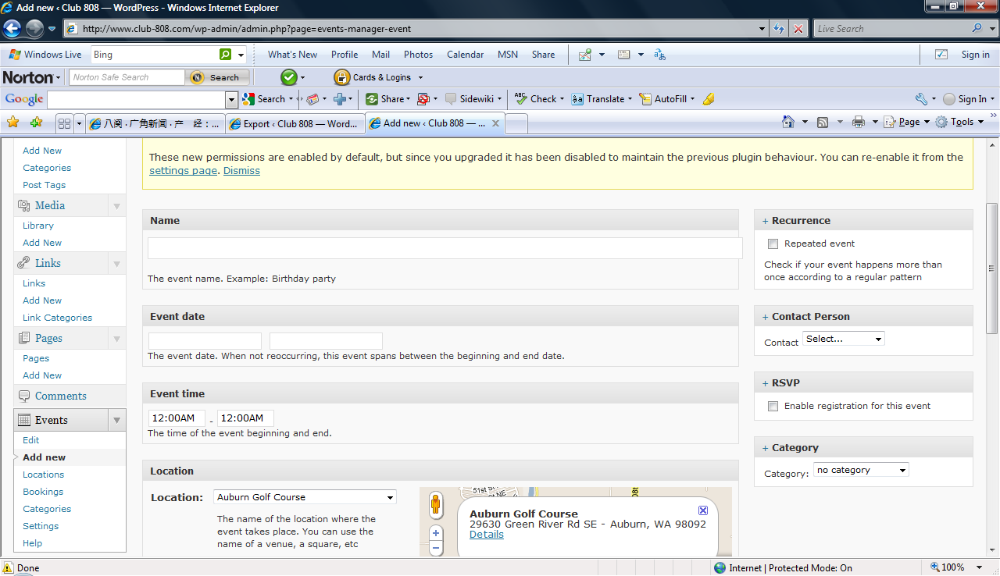 Add new ‹ Club 808 — WordPress - Windows Internet Explorer
http://www.club-808.com/wp-admin/admin.php?page=events-manager-event
Live Search
Windows Live
Bing
What's New Profile Mail Photos Calendar MSN Share
Sign in
Norton
Norton Safe Search
Search
Cards & Logins
Google
Search
Share
Sidewiki
Check
Translate
AutoFill
Sign In
八闽 · 广角新闻 · 产 经：...
Export ‹ Club 808 — Word...
Add new ‹ Club 808 — ...
Page
Tools
Add New
Categories
Post Tags
Media
Library
Add New
Links
Links
Add New
Link Categories
Pages
Pages
Add New
Comments
Events
Edit
Add new
Locations
Bookings
Categories
Settings
Help
These new permissions are enabled by default, but since you upgraded it has been disabled to maintain the previous plugin behaviour. You can re-enable it from the
settings page. Dismiss
Name
The event name. Example: Birthday party
Event date
The event date. When not reoccurring, this event spans between the beginning and end date.
Event time
12:00AM - 12:00AM
The time of the event beginning and end.
Location
Location: Auburn Golf Course
The name of the location where the
event takes place. You can use the
name of a venue, a square, etc
51st S
NE
Auburn Golf Course
29630 Green River Rd SE - Auburn, WA 98092
Details
+ Recurrence
Repeated event
Check if your event happens more than
once according to a regular pattern
+ Contact Person
Contact Select...
+ RSVP
Enable registration for this event
+ Category
Category: no category
Done
Internet | Protected Mode: On
100%